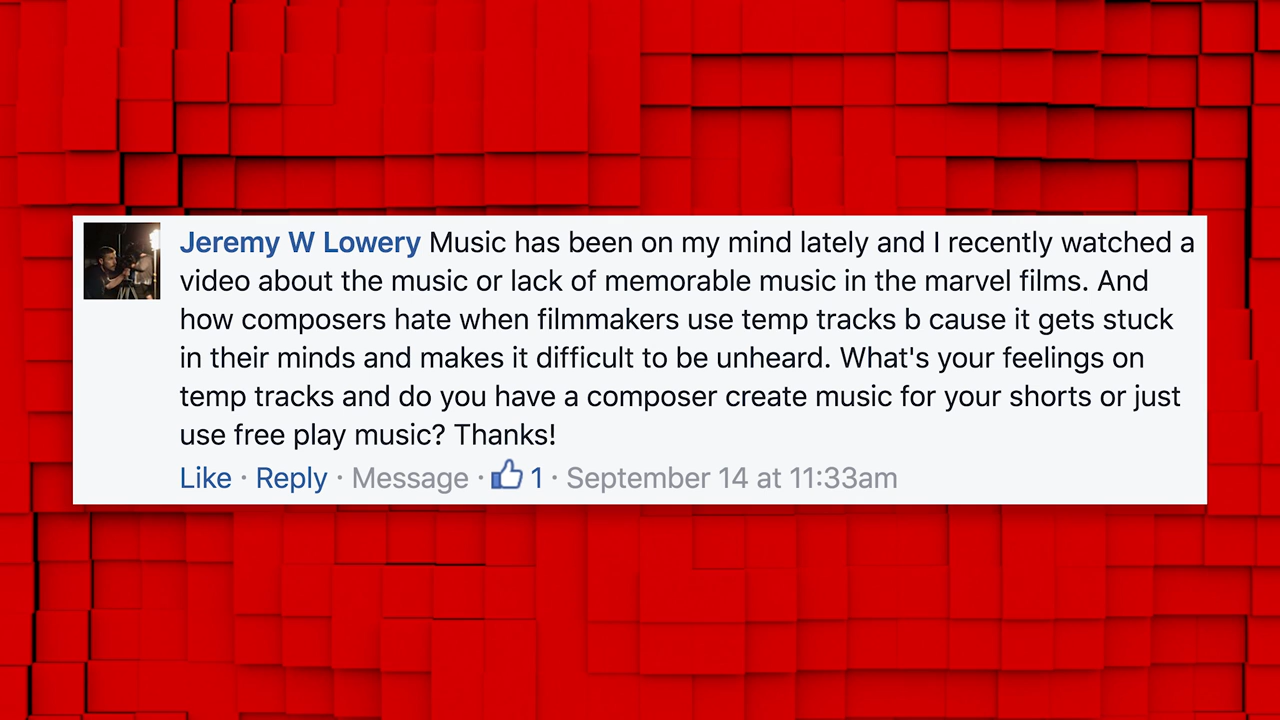 Jeremy W Lowery Music has been on my mind lately and I recently watched a
video about the music or lack of memorable music in the marvel films. And
how composers hate when filmmakers use temp tracks b cause it gets stuck
in their minds and makes it difficult to be unheard. What's your feelings on
temp tracks and do you have a composer create music for your shorts or just
use free play music? Thanks!
Like · Reply · Message · 1 · September 14 at 11:33am